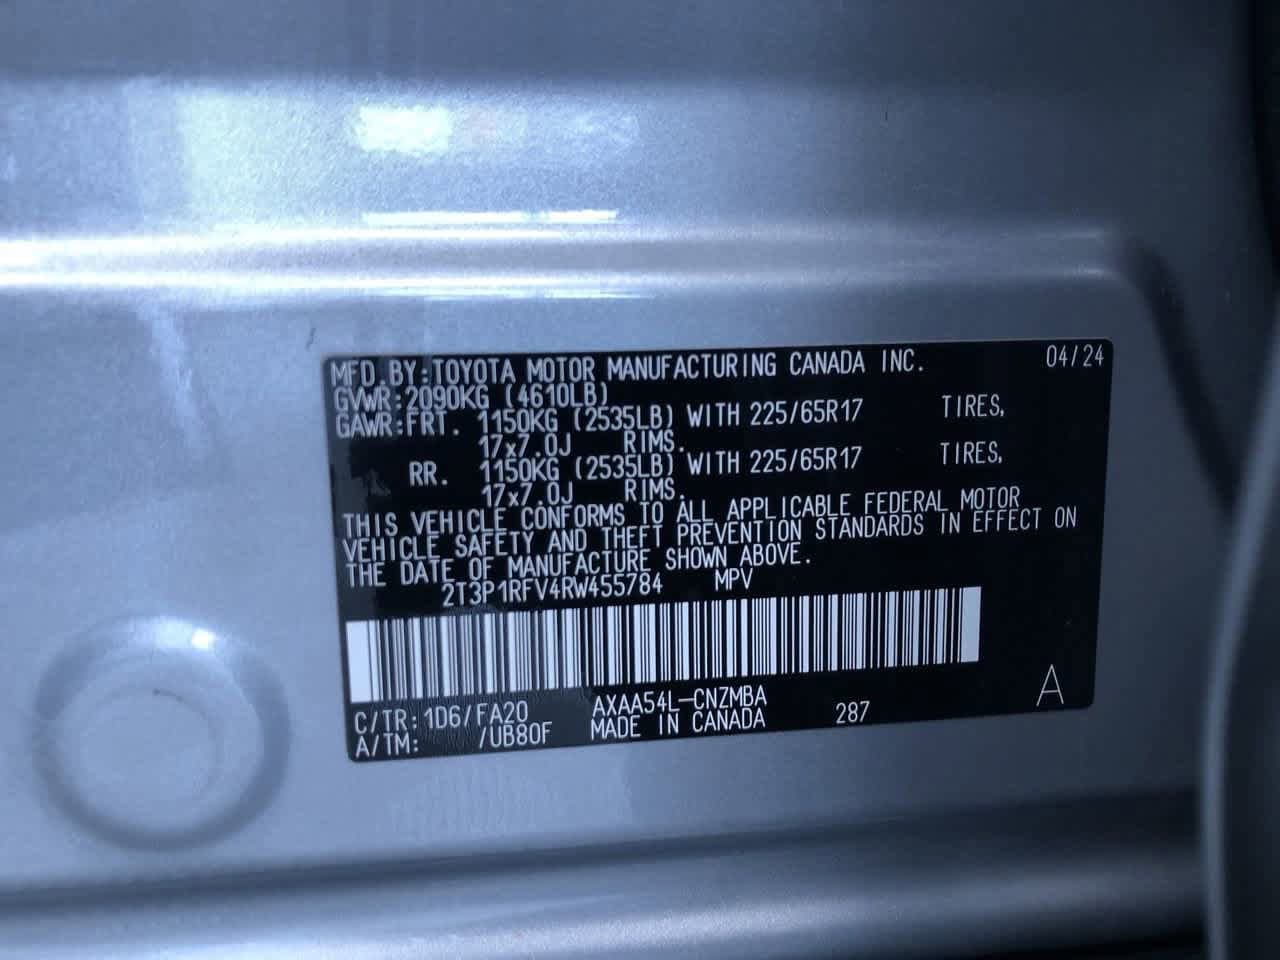 MFD. BY: TOYOTA MOTOR MANUFACTURING CANADA INC. 04/24
GVWR: 2090KG (4610LB)
GAWR: FRT. 1150KG (2535LB) WITH 225/65R17 TIRES,
17x7.0J RIMS.
RR. 1150KG (2535LB) WITH 225/65R17 TIRES,
17x7.0J RIMS.
THIS VEHICLE CONFORMS TO ALL APPLICABLE FEDERAL MOTOR
VEHICLE SAFETY AND THEFT PREVENTION STANDARDS IN EFFECT ON
THE DATE OF MANUFACTURE SHOWN ABOVE.
2T3P1RFV4RW455784 MPV
C/TR: 1D6/FA20 AXAA54L-CNZMBA
A/TM: /UB80F MADE IN CANADA 287 A